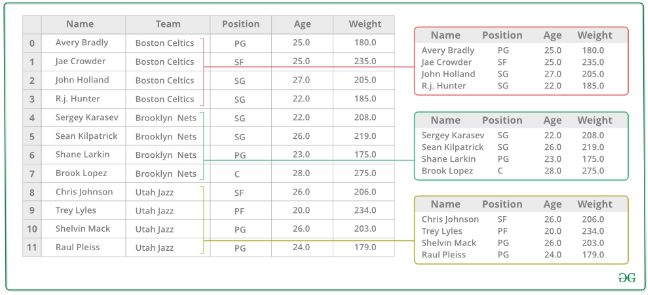 Name Team Position Age Weight
0 Avery Bradly Boston Celtics PG 25.0 180.0
1 Jae Crowder Boston Celtics SF 25.0 235.0
2 John Holland Boston Celtics SG 27.0 205.0
3 R.j. Hunter Boston Celtics SG 22.0 185.0
4 Sergey Karasev Brooklyn Nets SG 22.0 208.0
5 Sean Kilpatrick Brooklyn Nets SG 26.0 219.0
6 Shane Larkin Brooklyn Nets PG 23.0 175.0
7 Brook Lopez Brooklyn Nets C 28.0 275.0
8 Chris Johnson Utah Jazz SF 26.0 206.0
9 Trey Lyles Utah Jazz PF 20.0 234.0
10 Shelvin Mack Utah Jazz PG 26.0 203.0
11 Raul Pleiss Utah Jazz PG 24.0 179.0
Name Position Age Weight
Avery Bradly PG 25.0 180.0
Jae Crowder SF 25.0 235.0
John Holland SG 27.0 205.0
R.j. Hunter SG 22.0 185.0
Name Position Age Weight
Sergey Karasev SG 22.0 208.0
Sean Kilpatrick SG 26.0 219.0
Shane Larkin PG 23.0 175.0
Brook Lopez C 28.0 275.0
Name Position Age Weight
Chris Johnson SF 26.0 206.0
Trey Lyles PF 20.0 234.0
Shelvin Mack PG 26.0 203.0
Raul Pleiss PG 24.0 179.0